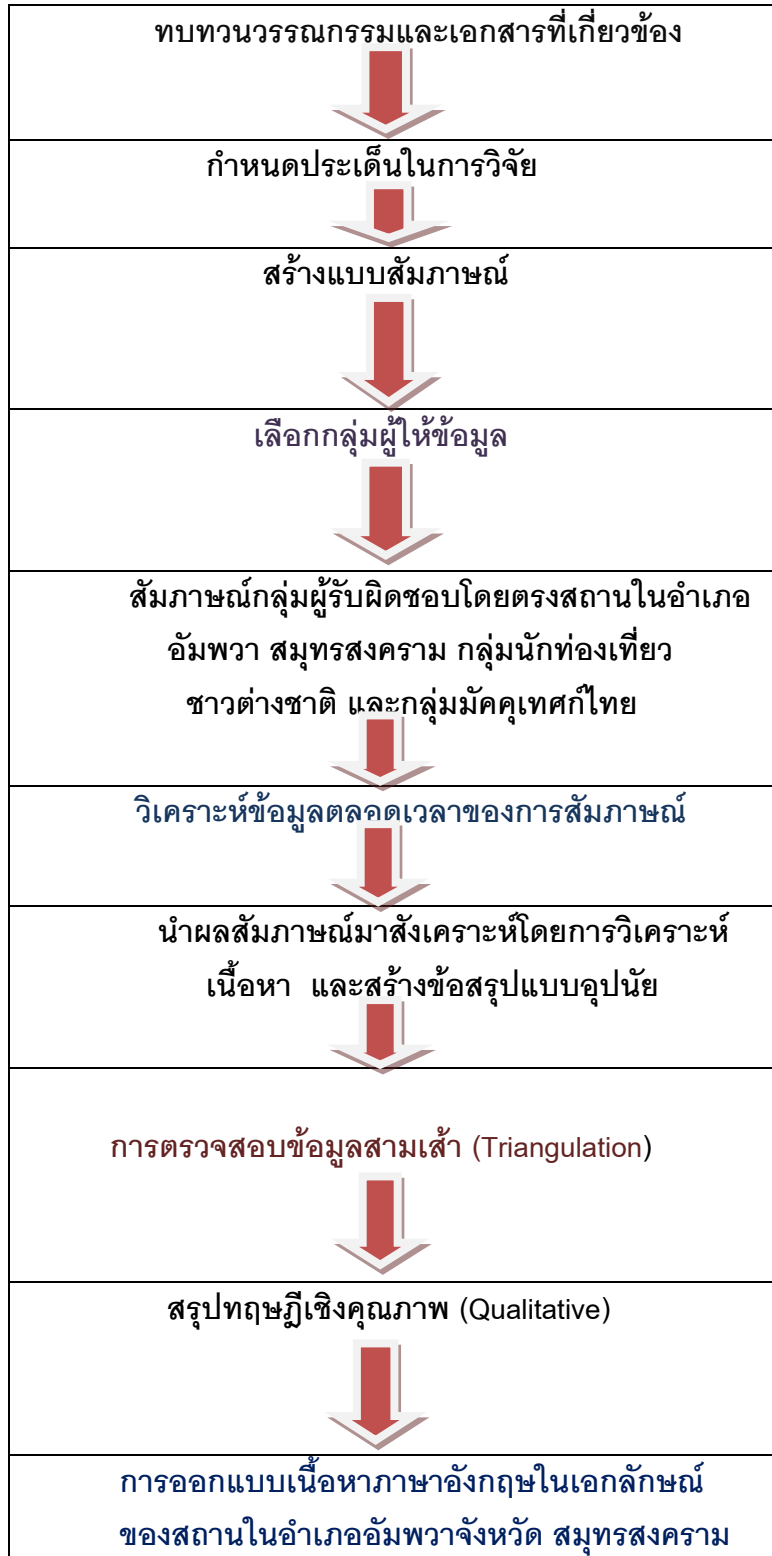 ทบทวนวรรณกรรมและเอกสารที่เกี่ยวข้อง
กำหนดประเด็นในการวิจัย
สร้างแบบสัมภาษณ์
เลือกกลุ่มผู้ให้ข้อมูล
สัมภาษณ์กลุ่มผู้รับผิดชอบโดยตรงสถานในอำเภอ
อัมพวา สมุทรสงคราม กลุ่มนักท่องเที่ยว
ชาวต่างชาติ และกลุ่มมัคคุเทศก์ไทย
วิเคราะห์ข้อมูลตลอดเวลาของการสัมภาษณ์
นำผลสัมภาษณ์มาสังเคราะห์โดยการวิเคราะห์
เนื้อหา และสร้างข้อสรุปแบบอุปนัย
การตรวจสอบข้อมูลสามเส้า (Triangulation)
สรุปทฤษฎีเชิงคุณภาพ (Qualitative)
การออกแบบเนื้อหาภาษาอังกฤษในเอกลักษณ์
ของสถานในอำเภออัมพวาจังหวัด สมุทรสงคราม